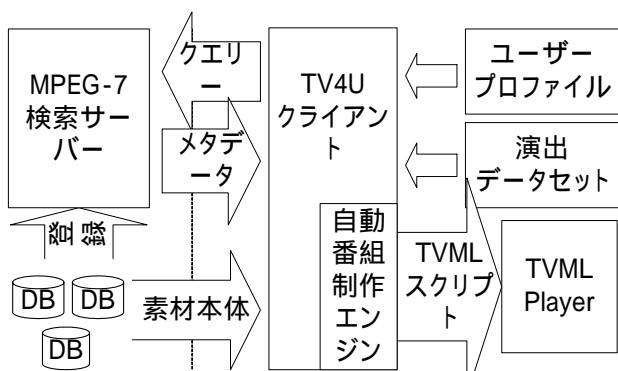 MPEG-7
検索サー
バー
クエリ
ー
メタデ
ータ
登録
DB
DB
DB
素材本体
TV4U
クライアン
ト
自動
番組
制作
エン
ジン
ユーザー
プロファイル
演出
データセット
TVML
スクリプ
ト
TVML
Player